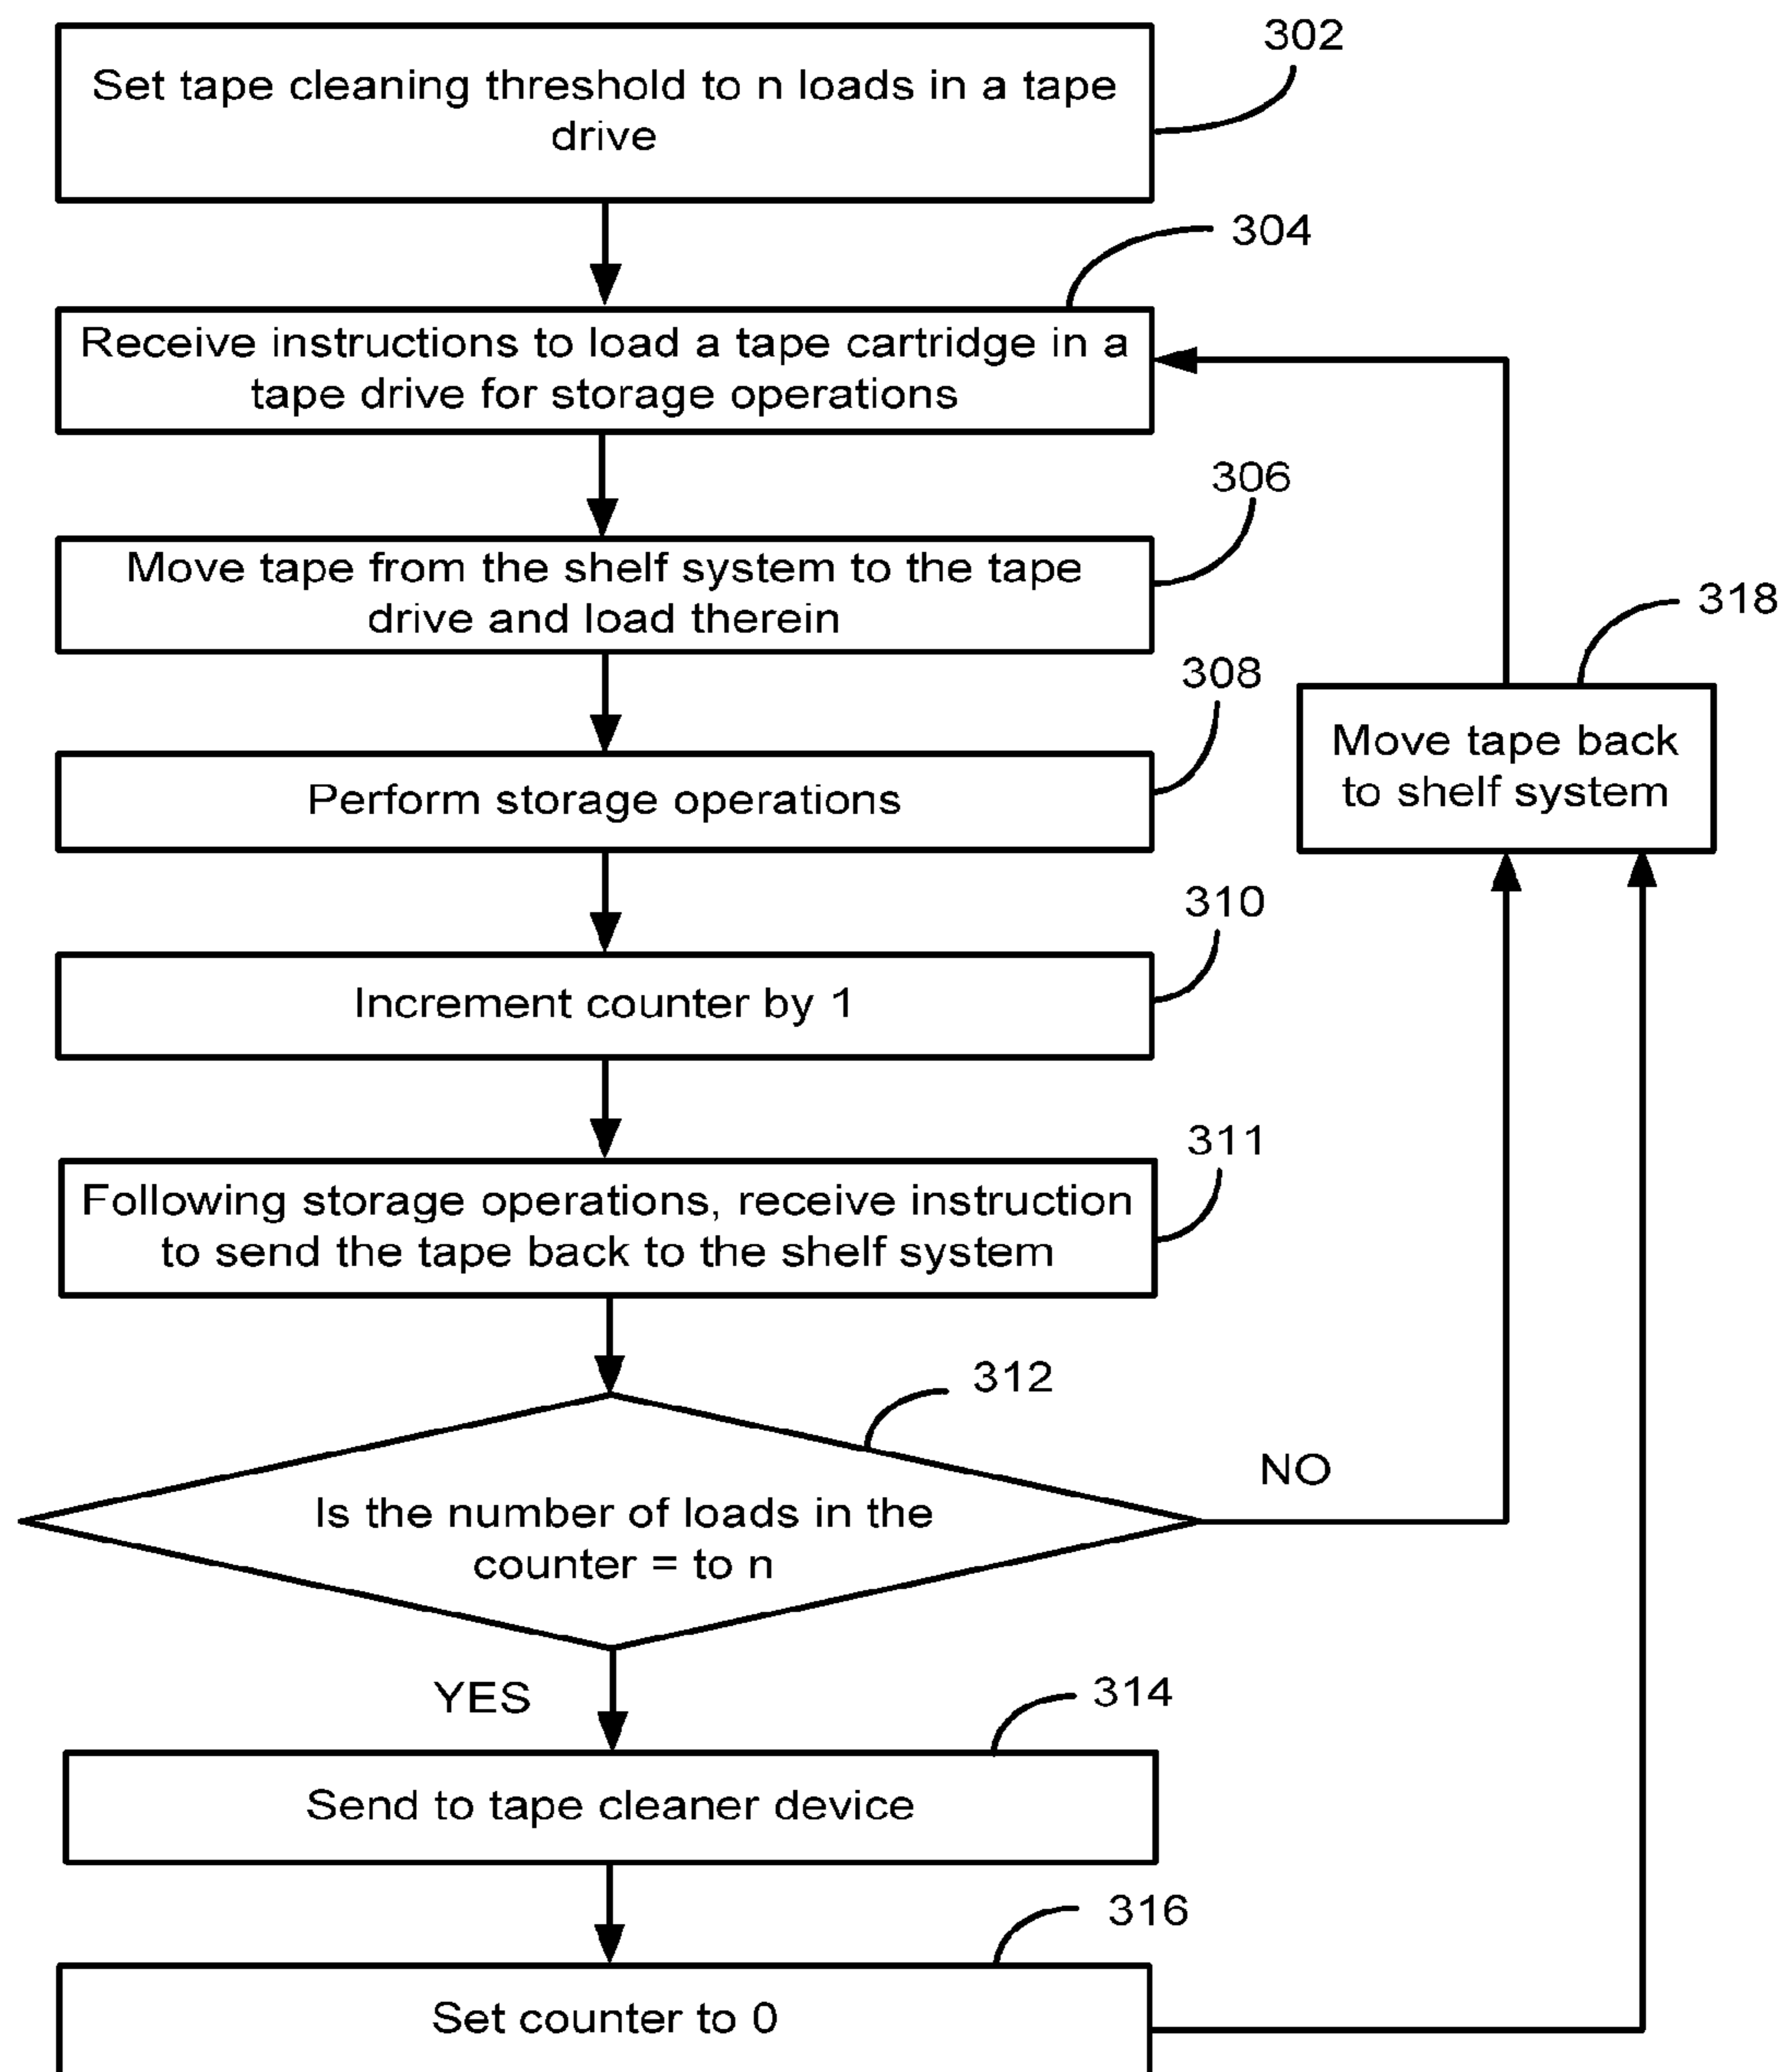 302
Set tape cleaning threshold to n loads in a tape
drive
304
Receive instructions to load a tape cartridge in a
tape drive for storage operations
306
Move tape from the shelf system to the tape
drive and load therein
318
308
Move tape back
to shelf system
Perform storage operations
310
Increment counter by 1
311
Following storage operations, receive instruction
to send the tape back to the shelf system
312
NO
Is the number of loads in the
counter = to n
YES
314
Send to tape cleaner device
316
Set counter to 0